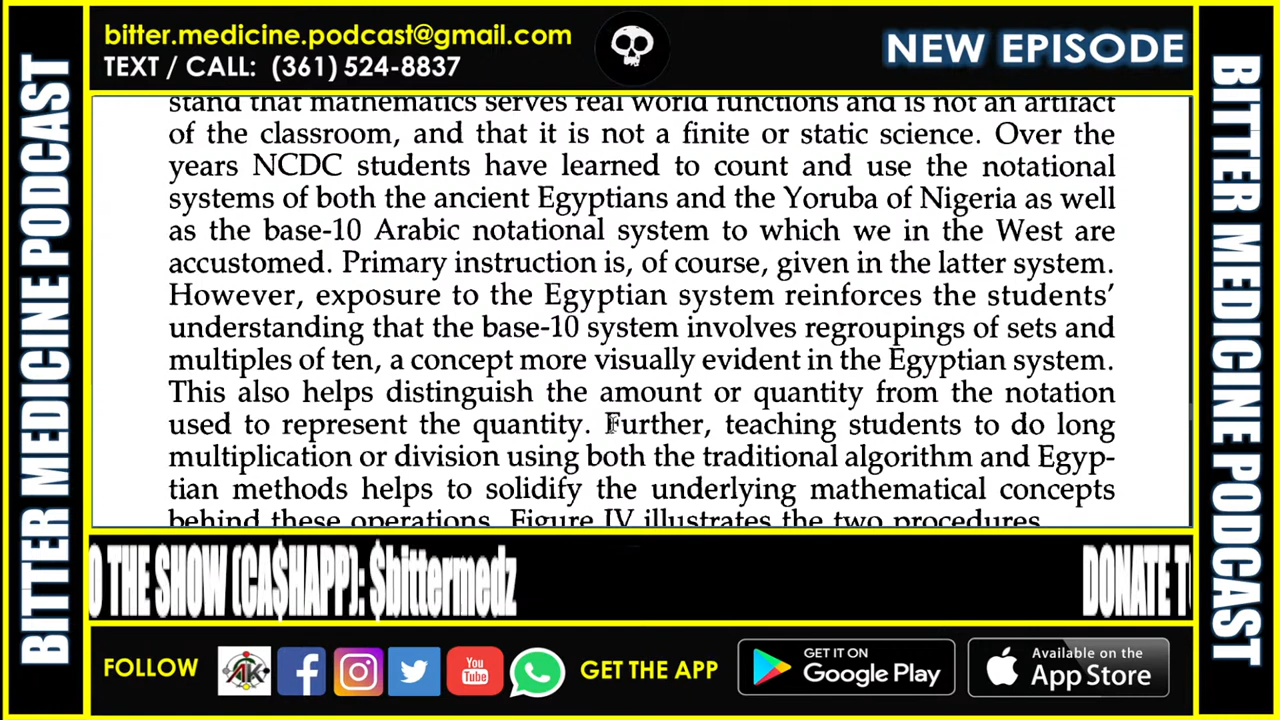 bitter.medicine.podcast@gmail.com
TEXT / CALL: (361) 524-8837
NEW EPISODE
BITTER MEDICINE PODCAST
stand that mathematics serves real world functions and is not an artifact
of the classroom, and that it is not a finite or static science. Over the
years NCDC students have learned to count and use the notational
systems of both the ancient Egyptians and the Yoruba of Nigeria as well
as the base-10 Arabic notational system to which we in the West are
accustomed. Primary instruction is, of course, given in the latter system.
However, exposure to the Egyptian system reinforces the students'
understanding that the base-10 system involves regroupings of sets and
multiples of ten, a concept more visually evident in the Egyptian system.
This also helps distinguish the amount or quantity from the notation
used to represent the quantity. Further, teaching students to do long
multiplication or division using both the traditional algorithm and Egyp-
tian methods helps to solidify the underlying mathematical concepts
behind these operations. Figure IV illustrates the two procedures.
BITTER MEDICINE PODCAST
O THE SHOW (CA$HAPP): $bittermedz
DONATE T
FOLLOW
ATK
You
Tube
GET THE APP
GET IT ON
Google Play
Available on the
App Store